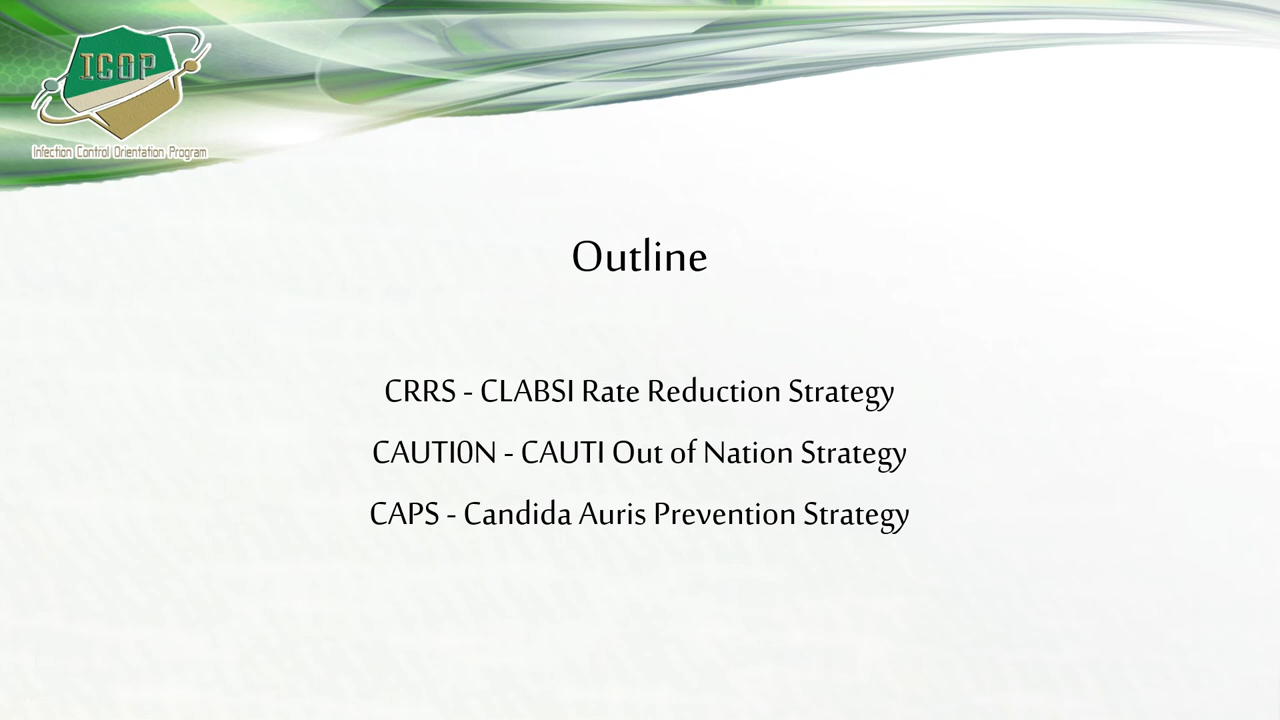 ICOP
Infection Control Orientation Program
Outline
CRRS - CLABSI Rate Reduction Strategy
CAUTI0N - CAUTI Out of Nation Strategy
CAPS - Candida Auris Prevention Strategy